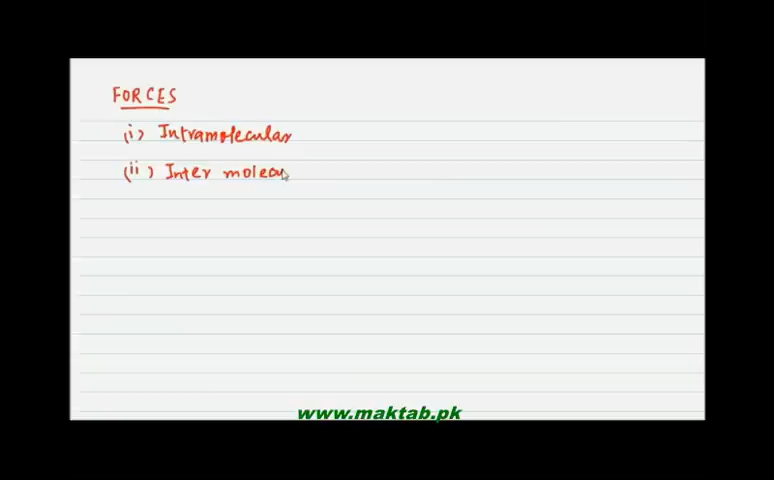 FORCES
(i) Intramolecular
(ii) Inter molecu
www.maktab.pk